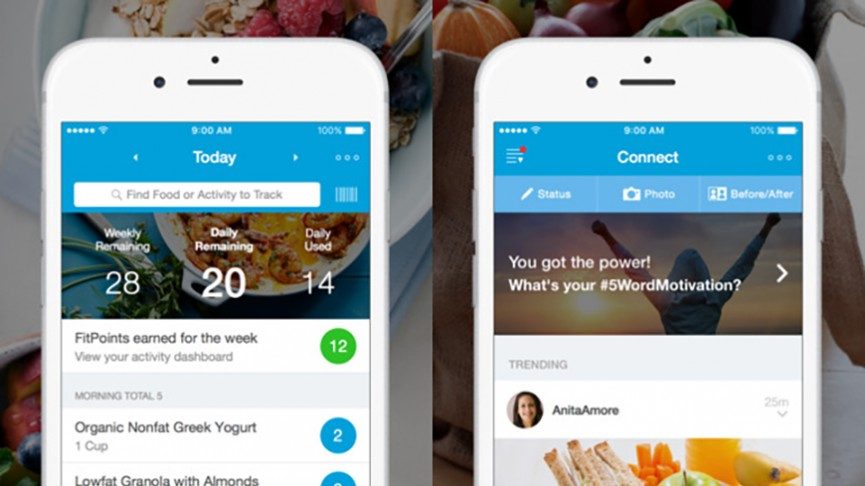 9:00 AM
100%
Today
Find Food or Activity to Track
Weekly Remaining
Daily Remaining
Daily Used
28
20
14
FitPoints earned for the week
View your activity dashboard
12
MORNING TOTAL 5
Organic Nonfat Greek Yogurt
1 Cup
2
Lowfat Granola with Almonds
9:00 AM
100%
Connect
Status
Photo
Before/After
You got the power!
What's your #5WordMotivation?
TRENDING
AnitaAmore
25m